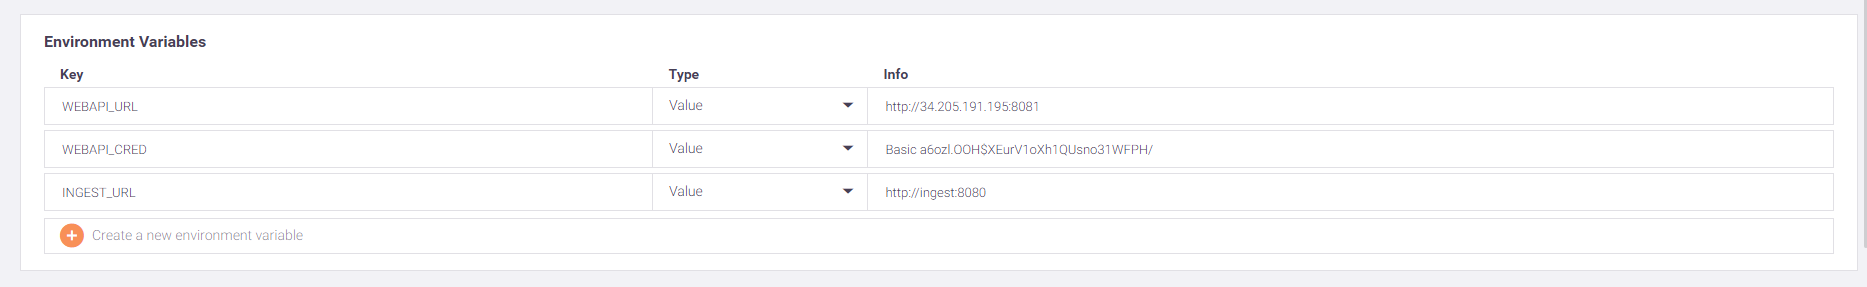 Environment Variables
Key Type Info
WEBAPI_URL Value http://34.205.191.195:8081
WEBAPI_CRED Value Basic a6ozl.OOH$XEurV1oXh1QUsno31WFPH/
INGEST_URL Value http://ingest:8080
Create a new environment variable